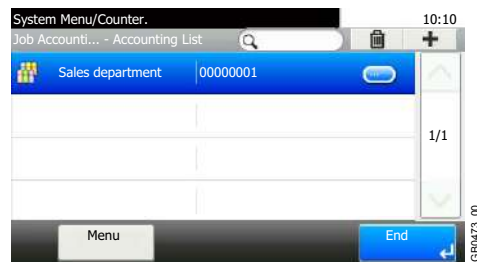 System Menu/Counter.
10:10
Job Accounti... - Accounting List
Sales department
00000001
1/1
Menu
End
GB0473_00